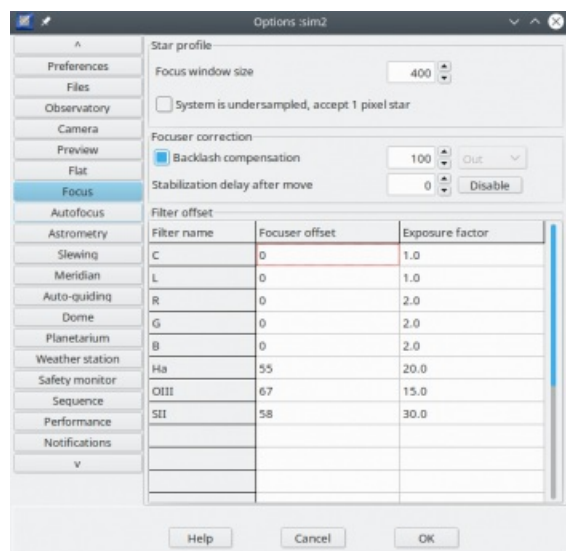 Options :sim2
^
Preferences
Files
Observatory
Camera
Preview
Flat
Focus
Autofocus
Astrometry
Slewing
Meridian
Auto-guiding
Dome
Planetarium
Weather station
Safety monitor
Sequence
Performance
Notifications
v
Star profile
Focus window size 400
System is undersampled, accept 1 pixel star
Focuser correction
Backlash compensation 100 Out
Stabilization delay after move 0 Disable
Filter offset
Filter name Focuser offset Exposure factor
C 0 1.0
L 0 1.0
R 0 2.0
G 0 2.0
B 0 2.0
Ha 55 20.0
OIII 67 15.0
SII 58 30.0
Help Cancel OK